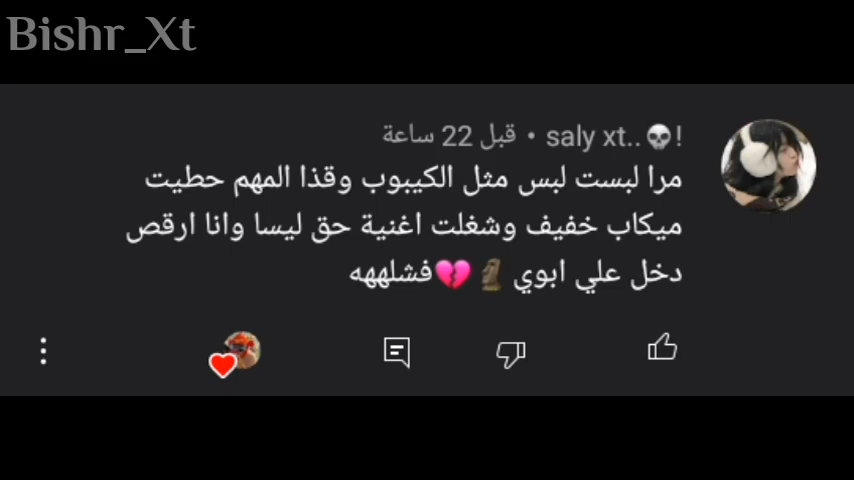 Bishr_Xt
saly xt..💀! • قبل 22 ساعة
مرا لبست لبس مثل الكيبوب وقذا المهم حطيت
ميكاب خفيف وشغلت اغنية حق ليسا وانا ارقص
دخل علي ابوي 🗿💔فشلههه